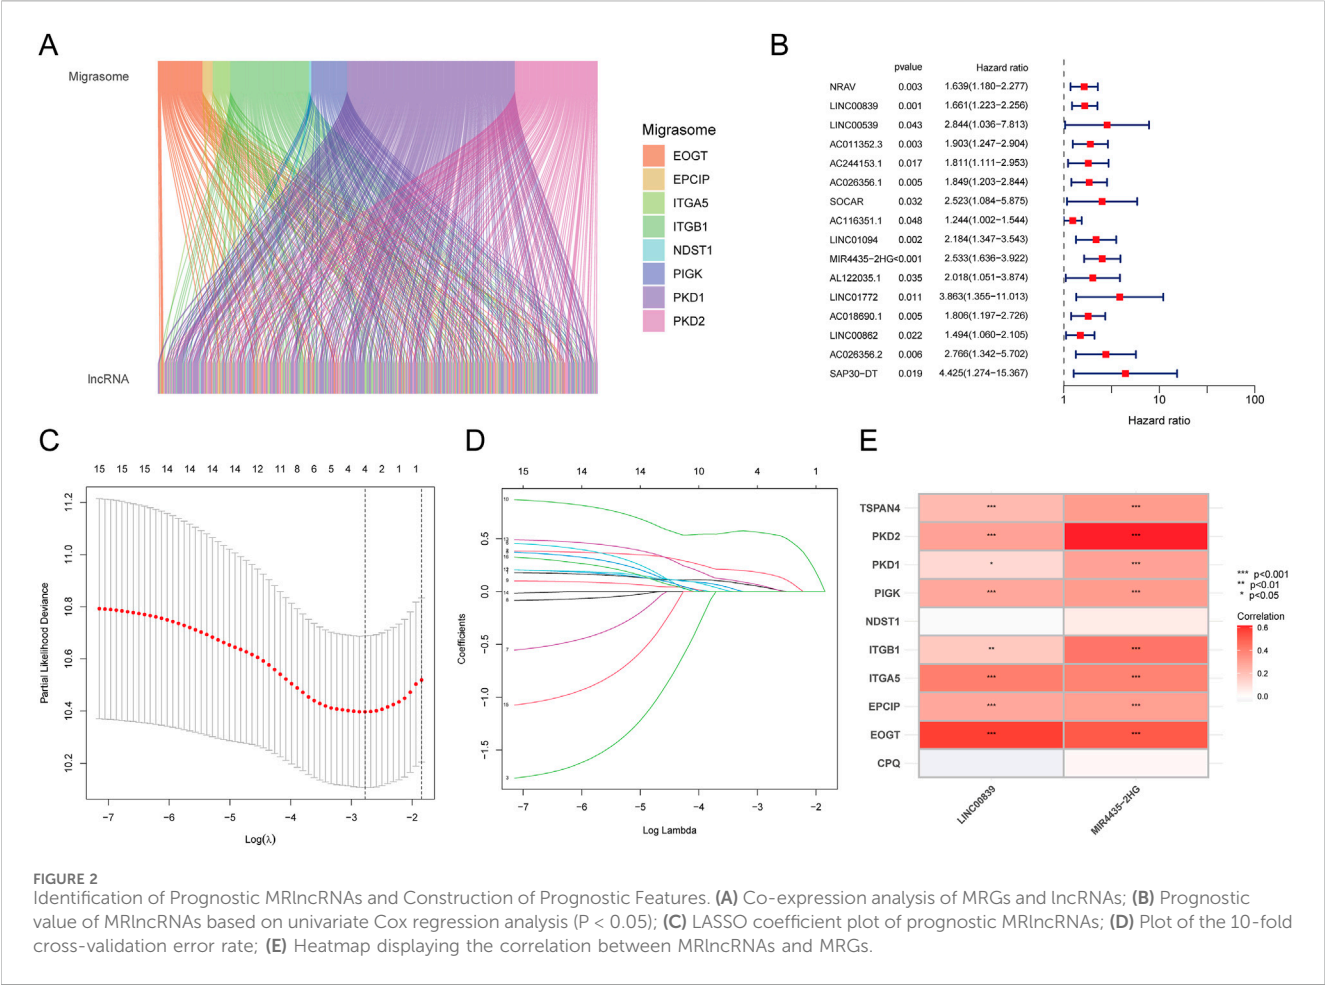 A
Migrasome
lncRNA
Migrasome
EOGT
EPCIP
ITGA5
ITGB1
NDST1
PIGK
PKD1
PKD2
B
pvalue Hazard ratio
NRAV 0.003 1.639(1.180−2.277)
LINC00839 0.001 1.661(1.223−2.256)
LINC00539 0.043 2.844(1.036−7.813)
AC011352.3 0.003 1.903(1.247−2.904)
AC244153.1 0.017 1.811(1.111−2.953)
AC026356.1 0.005 1.849(1.203−2.844)
SOCAR 0.032 2.523(1.084−5.875)
AC116351.1 0.048 1.244(1.002−1.544)
LINC01094 0.002 2.184(1.347−3.543)
MIR4435−2HG<0.001 2.533(1.636−3.922)
AL122035.1 0.035 2.018(1.051−3.874)
LINC01772 0.011 3.863(1.355−11.013)
AC018690.1 0.005 1.806(1.197−2.726)
LINC00862 0.022 1.494(1.060−2.105)
AC026356.2 0.006 2.766(1.342−5.702)
SAP30−DT 0.019 4.425(1.274−15.367)
1 10 100
Hazard ratio
C
15 15 15 14 14 14 14 12 11 8 6 5 4 4 2 1 1
Partial Likelihood Deviance
11.2
11.0
10.8
10.6
10.4
10.2
−7 −6 −5 −4 −3 −2
Log(λ)
D
15 14 14 10 4 1
Coefficients
0.5
0.0
−0.5
−1.0
−1.5
−7 −6 −5 −4 −3 −2
Log Lambda
E
TSPAN4 *** ***
PKD2 *** ***
PKD1 * ***
PIGK *** ***
NDST1
ITGB1 ** ***
ITGA5 *** ***
EPCIP *** ***
EOGT *** ***
CPQ
LINC00839
MIR4435−2HG
*** p<0.001
** p<0.01
* p<0.05
Correlation
0.6
0.4
0.2
0.0
FIGURE 2
Identification of Prognostic MRlncRNAs and Construction of Prognostic Features. (A) Co-expression analysis of MRGs and lncRNAs; (B) Prognostic
value of MRlncRNAs based on univariate Cox regression analysis (P < 0.05); (C) LASSO coefficient plot of prognostic MRlncRNAs; (D) Plot of the 10-fold
cross-validation error rate; (E) Heatmap displaying the correlation between MRlncRNAs and MRGs.